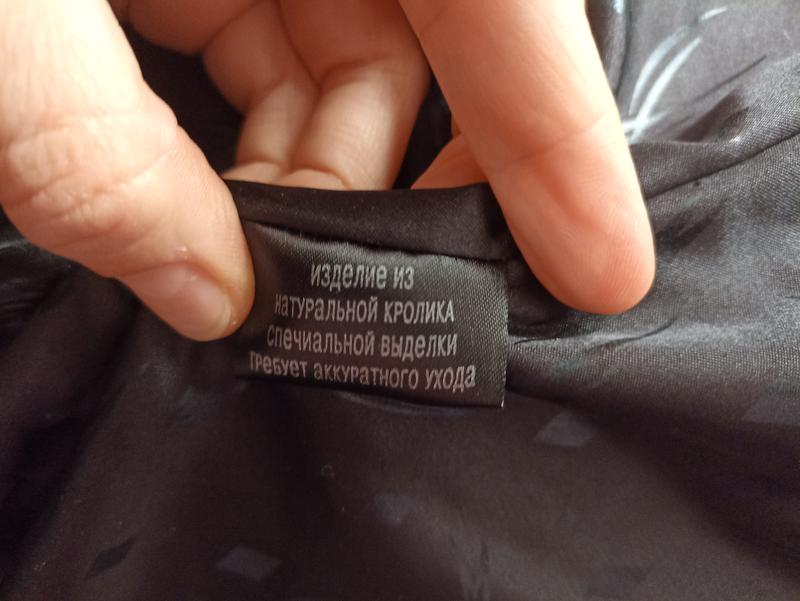 изделие из
натуральной кролика
спечиальной выделки
требует аккуратного ухода